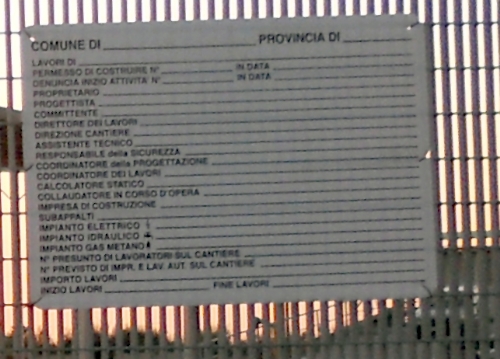 COMUNE DI PROVINCIA DI
LAVORI DI
PERMESSO DI COSTRUIRE N° IN DATA
DENUNCIA INIZIO ATTIVITA' N° IN DATA
PROPRIETARIO
PROGETTISTA
COMMITTENTE
DIRETTORE DEI LAVORI
DIREZIONE CANTIERE
ASSISTENTE TECNICO
RESPONSABILE della SICUREZZA
COORDINATORE della PROGETTAZIONE
COORDINATORE DEI LAVORI
CALCOLATORE STATICO
COLLAUDATORE IN CORSO D'OPERA
IMPRESA DI COSTRUZIONE
SUBAPPALTI
IMPIANTO ELETTRICO
IMPIANTO IDRAULICO
IMPIANTO GAS METANO
N° PRESUNTO DI LAVORATORI SUL CANTIERE
N° PREVISTO DI IMPR. E LAV. AUT. SUL CANTIERE
IMPORTO LAVORI
INIZIO LAVORI FINE LAVORI